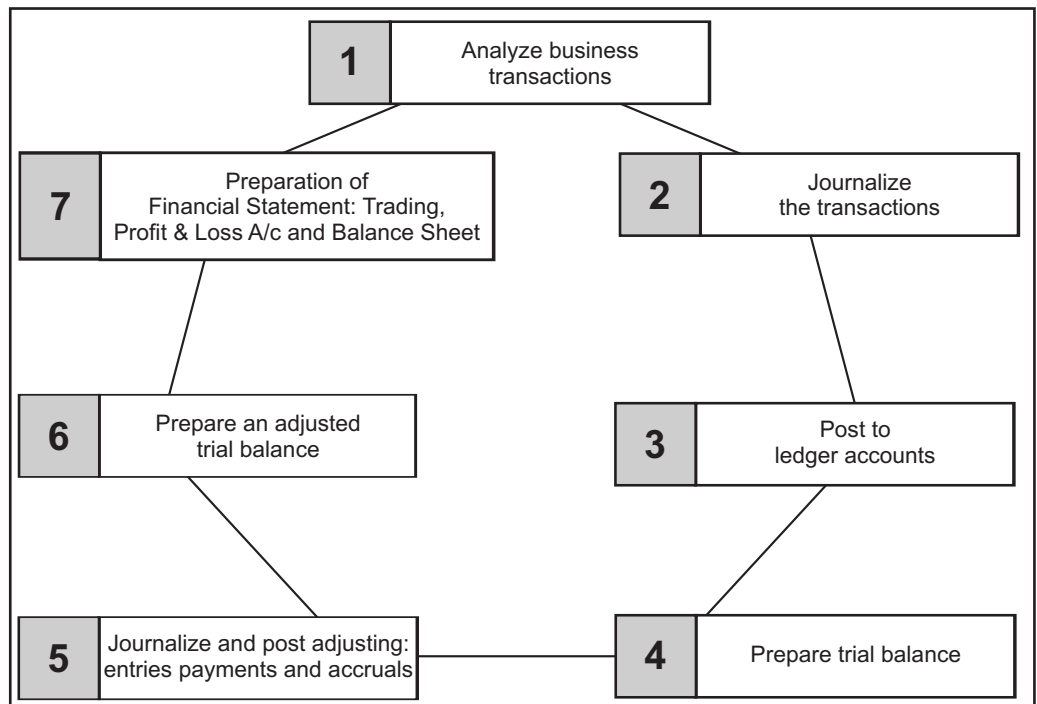 1
Analyze business
transactions
2
Journalize
the transactions
3
Post to
ledger accounts
4
Prepare trial balance
5
Journalize and post adjusting:
entries payments and accruals
6
Prepare an adjusted
trial balance
7
Preparation of
Financial Statement: Trading,
Profit & Loss A/c and Balance Sheet